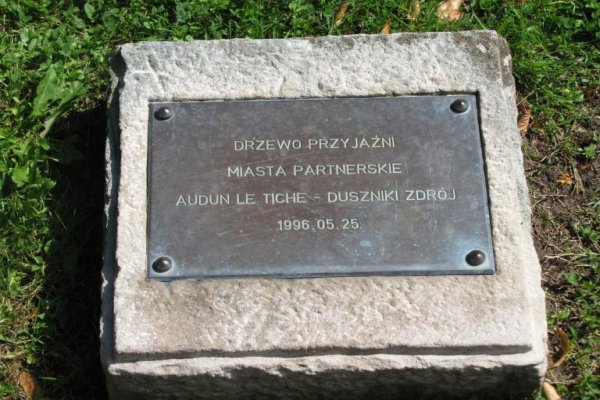 DRZEWO PRZYJAŹNI
MIASTA PARTNERSKIE
AUDUN LE TICHE - DUSZNIKI ZDRÓJ
1996.05.25.